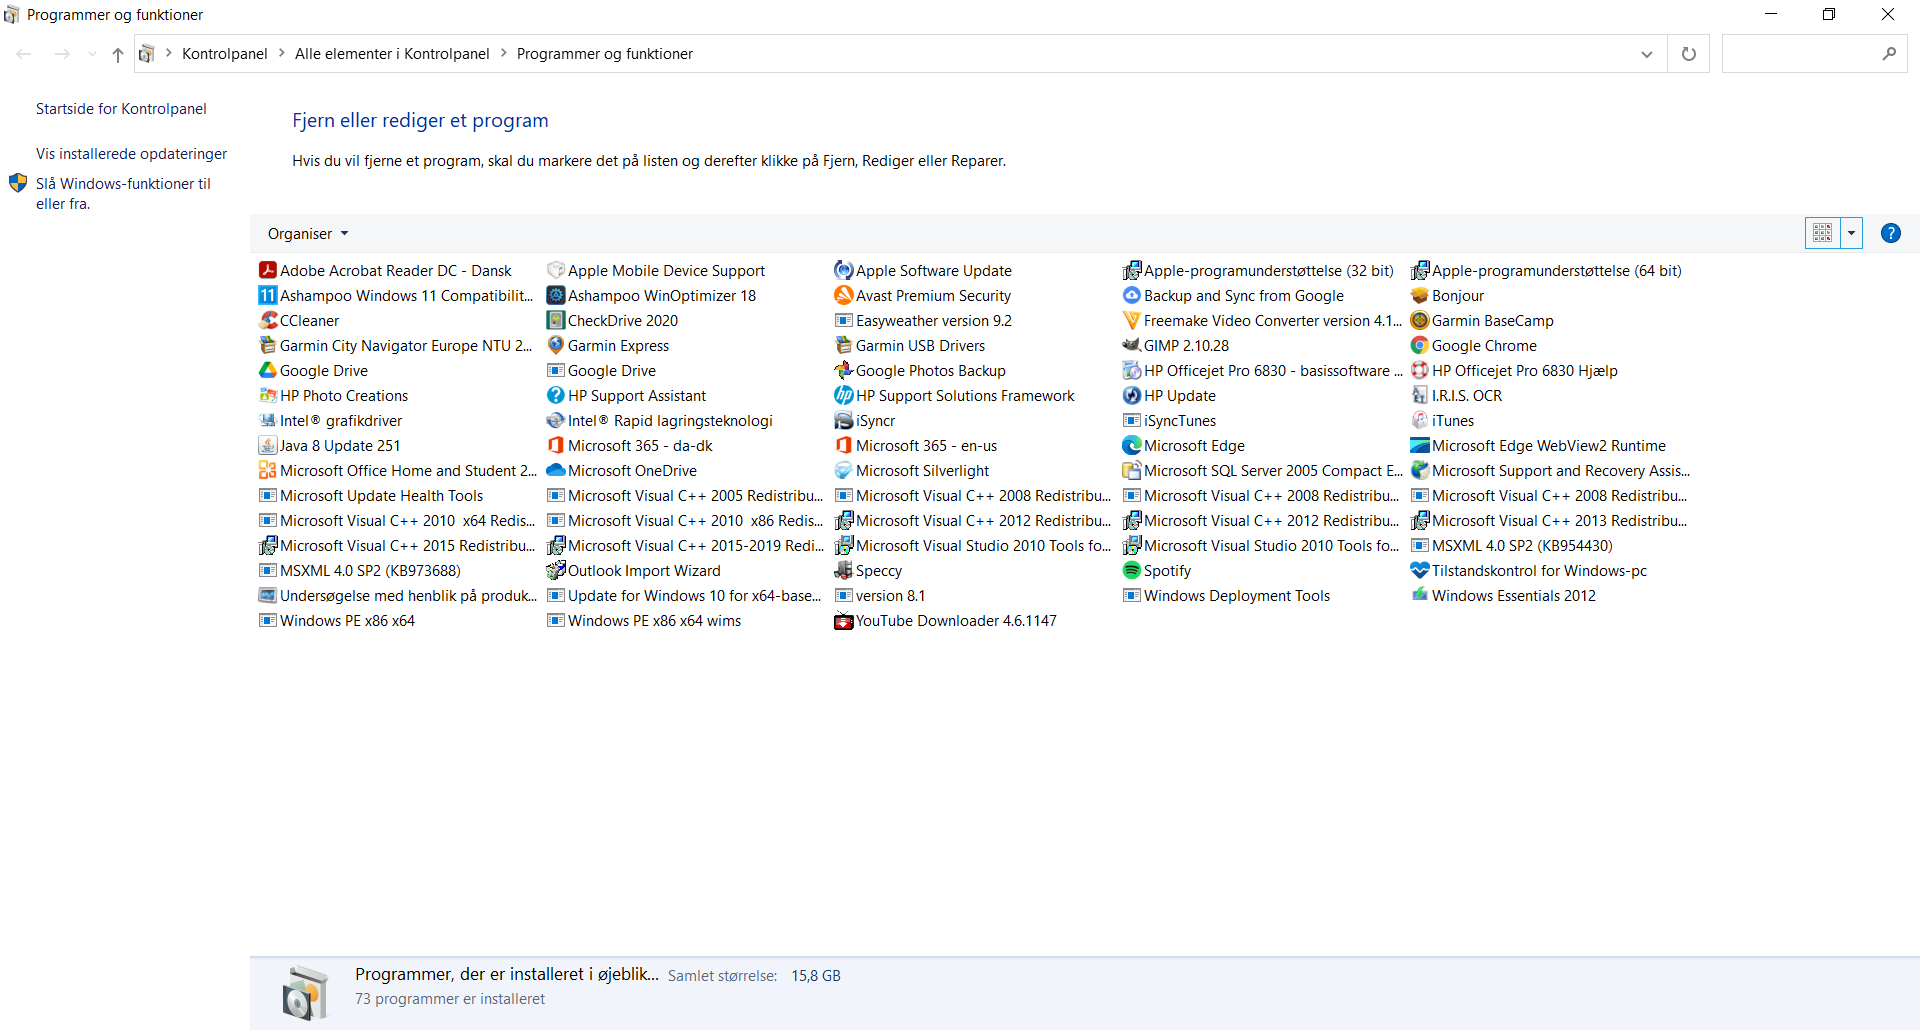 Programmer og funktioner
Kontrolpanel > Alle elementer i Kontrolpanel > Programmer og funktioner
Startside for Kontrolpanel
Vis installerede opdateringer
Slå Windows-funktioner til
eller fra.
Fjern eller rediger et program
Hvis du vil fjerne et program, skal du markere det på listen og derefter klikke på Fjern, Rediger eller Reparer.
Organiser
Adobe Acrobat Reader DC - Dansk
Apple Mobile Device Support
Apple Software Update
Apple-programunderstøttelse (32 bit)
Apple-programunderstøttelse (64 bit)
Ashampoo Windows 11 Compatibilit...
Ashampoo WinOptimizer 18
Avast Premium Security
Backup and Sync from Google
Bonjour
CCleaner
CheckDrive 2020
Easyweather version 9.2
Freemake Video Converter version 4.1...
Garmin BaseCamp
Garmin City Navigator Europe NTU 2...
Garmin Express
Garmin USB Drivers
GIMP 2.10.28
Google Chrome
Google Drive
Google Drive
Google Photos Backup
HP Officejet Pro 6830 - basissoftware ...
HP Officejet Pro 6830 Hjælp
HP Photo Creations
HP Support Assistant
HP Support Solutions Framework
HP Update
I.R.I.S. OCR
Intel® grafikdriver
Intel® Rapid lagringsteknologi
iSyncr
iSyncTunes
iTunes
Java 8 Update 251
Microsoft 365 - da-dk
Microsoft 365 - en-us
Microsoft Edge
Microsoft Edge WebView2 Runtime
Microsoft Office Home and Student 2...
Microsoft OneDrive
Microsoft Silverlight
Microsoft SQL Server 2005 Compact E...
Microsoft Support and Recovery Assis...
Microsoft Update Health Tools
Microsoft Visual C++ 2005 Redistribu...
Microsoft Visual C++ 2008 Redistribu...
Microsoft Visual C++ 2008 Redistribu...
Microsoft Visual C++ 2008 Redistribu...
Microsoft Visual C++ 2010  x64 Redis...
Microsoft Visual C++ 2010  x86 Redis...
Microsoft Visual C++ 2012 Redistribu...
Microsoft Visual C++ 2012 Redistribu...
Microsoft Visual C++ 2013 Redistribu...
Microsoft Visual C++ 2015 Redistribu...
Microsoft Visual C++ 2015-2019 Redi...
Microsoft Visual Studio 2010 Tools fo...
Microsoft Visual Studio 2010 Tools fo...
MSXML 4.0 SP2 (KB954430)
MSXML 4.0 SP2 (KB973688)
Outlook Import Wizard
Speccy
Spotify
Tilstandskontrol for Windows-pc
Undersøgelse med henblik på produk...
Update for Windows 10 for x64-base...
version 8.1
Windows Deployment Tools
Windows Essentials 2012
Windows PE x86 x64
Windows PE x86 x64 wims
YouTube Downloader 4.6.1147
Programmer, der er installeret i øjeblik... Samlet størrelse: 15,8 GB
73 programmer er installeret